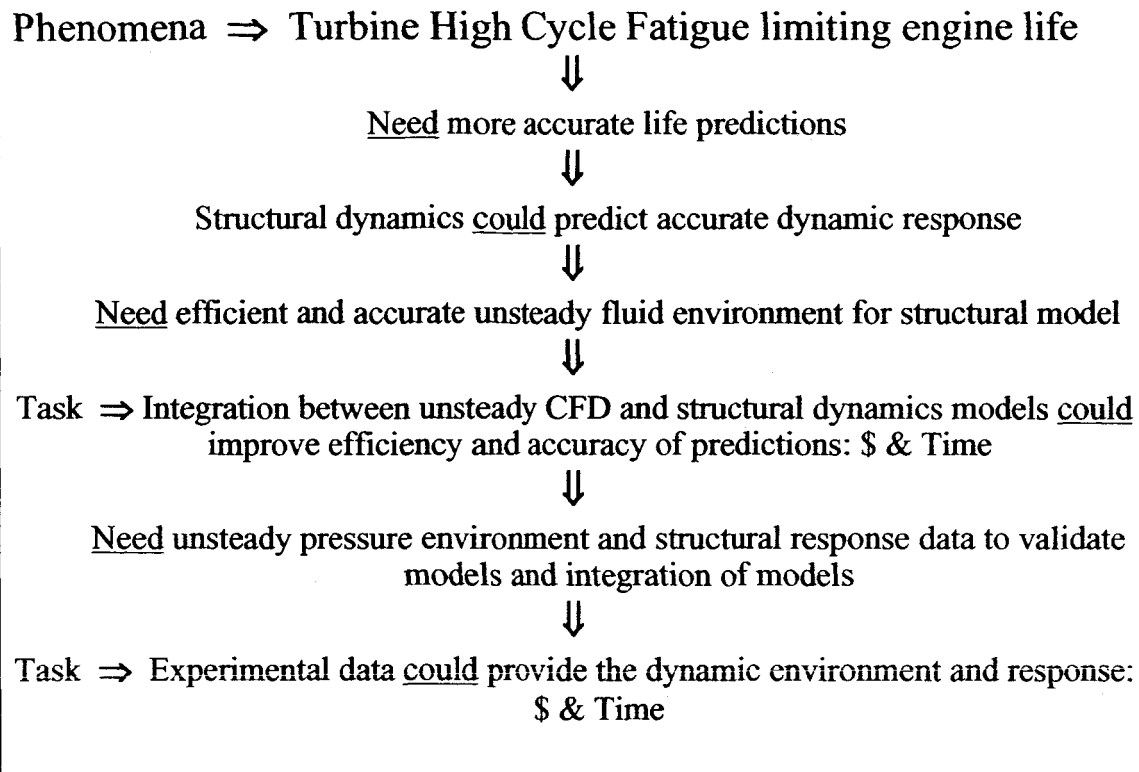 Phenomena ⇒ Turbine High Cycle Fatigue limiting engine life
⇓
Need more accurate life predictions
⇓
Structural dynamics could predict accurate dynamic response
⇓
Need efficient and accurate unsteady fluid environment for structural model
⇓
Task ⇒ Integration between unsteady CFD and structural dynamics models could
improve efficiency and accuracy of predictions: $ & Time
⇓
Need unsteady pressure environment and structural response data to validate
models and integration of models
⇓
Task ⇒ Experimental data could provide the dynamic environment and response:
$ & Time